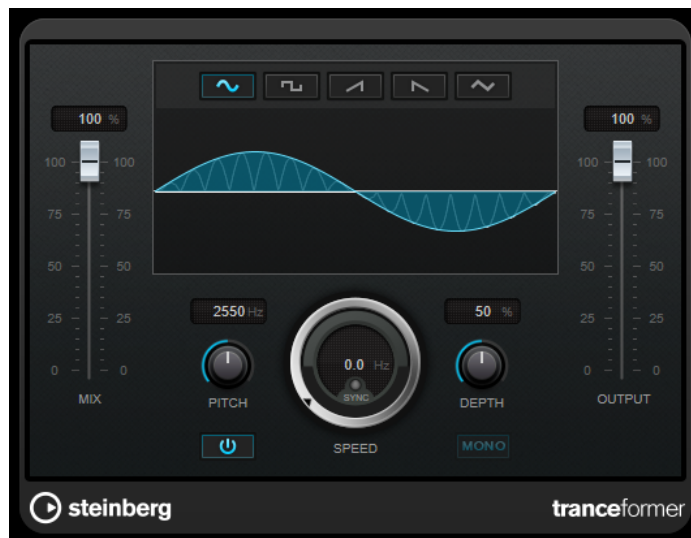 100 %
100 %
100 100
75 75
50 50
25 25
0 0
MIX
100 100
75 75
50 50
25 25
0 0
OUTPUT
2550 Hz
PITCH
0.0 Hz
SYNC
SPEED
50 %
DEPTH
MONO
steinberg
tranceformer